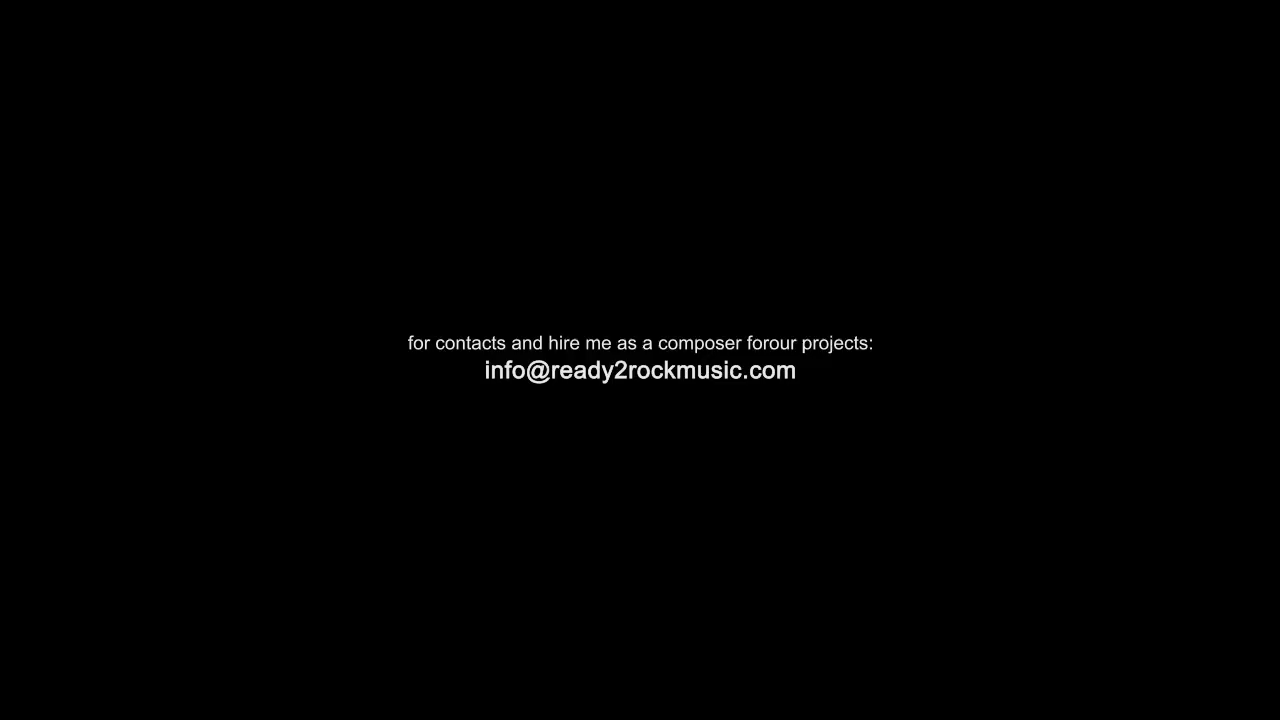 for contacts and hire me as a composer forour projects:
info@ready2rockmusic.com